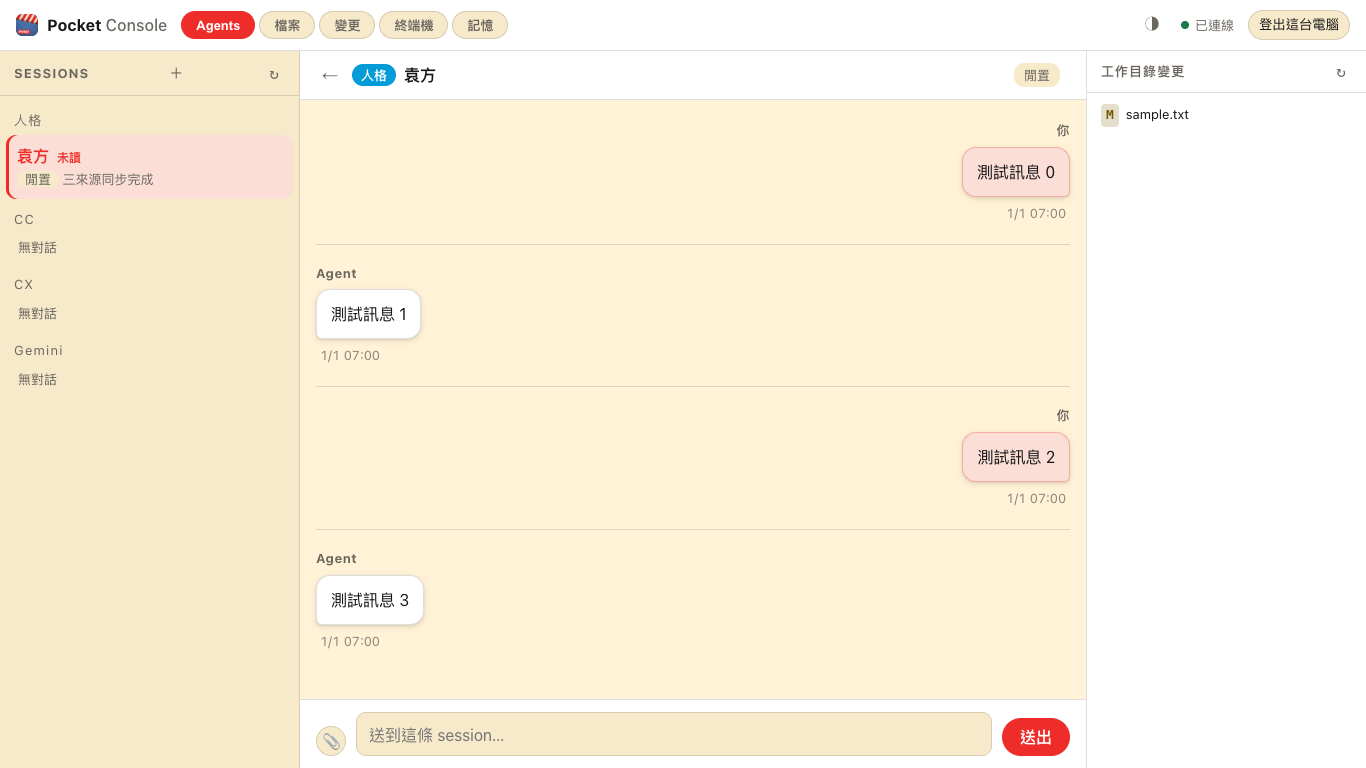 Pocket Console
Agents
檔案
變更
終端機
記憶
已連線
登出這台電腦
SESSIONS
+
人格
袁方 未讀
閒置 三來源同步完成
CC
無對話
CX
無對話
Gemini
無對話
← 人格 袁方
閒置
你
測試訊息 0
1/1 07:00
Agent
測試訊息 1
1/1 07:00
你
測試訊息 2
1/1 07:00
Agent
測試訊息 3
1/1 07:00
送到這條 session...
送出
工作目錄變更
M sample.txt